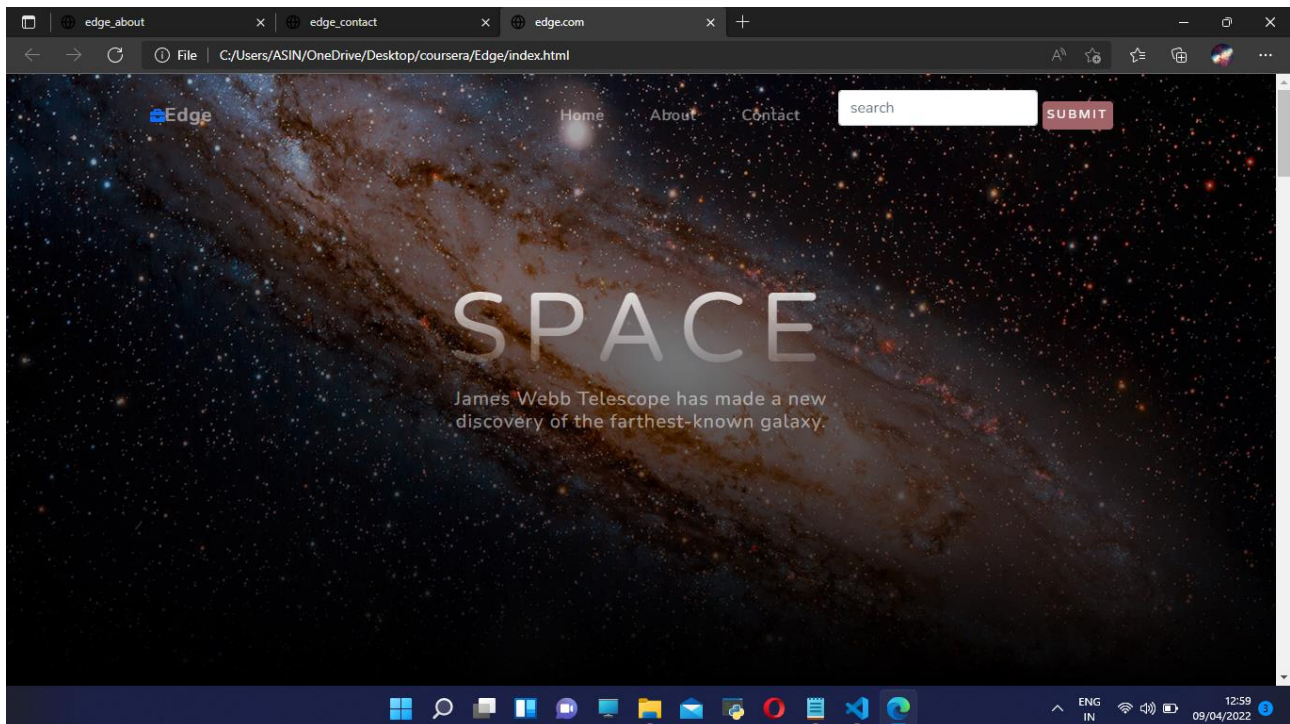 edge_about
edge_contact
edge.com
File
C:/Users/ASIN/OneDrive/Desktop/coursera/Edge/index.html
Edge
Home
About
Contact
search
SUBMIT
SPACE
James Webb Telescope has made a new
discovery of the farthest-known galaxy.
ENG
IN
12:59
09/04/2022
3